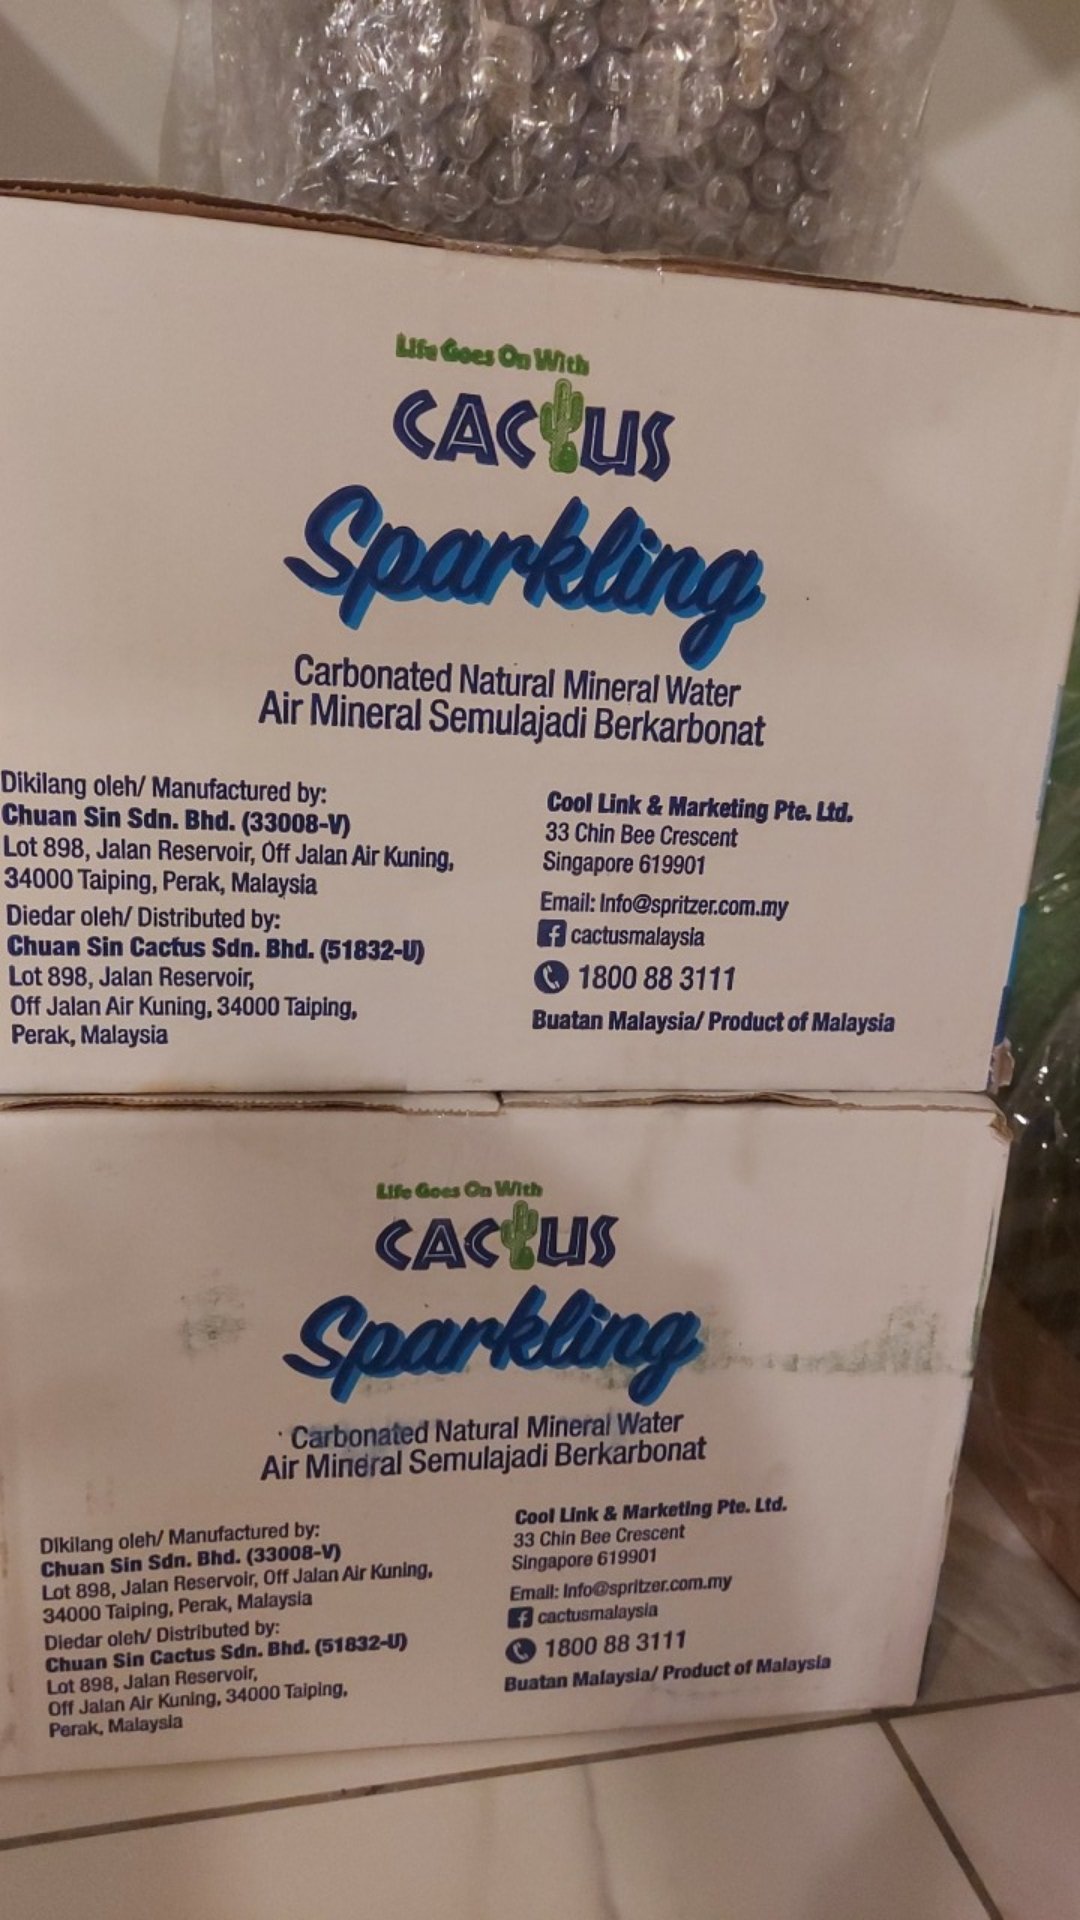 Life Goes On With
CACTUS
Sparkling
Carbonated Natural Mineral Water
Air Mineral Semulajadi Berkarbonat
Dikilang oleh/ Manufactured by:
Chuan Sin Sdn. Bhd. (33008-V)
Lot 898, Jalan Reservoir, Off Jalan Air Kuning,
34000 Taiping, Perak, Malaysia
Diedar oleh/ Distributed by:
Chuan Sin Cactus Sdn. Bhd. (51832-U)
Lot 898, Jalan Reservoir,
Off Jalan Air Kuning, 34000 Taiping,
Perak, Malaysia
Cool Link & Marketing Pte. Ltd.
33 Chin Bee Crescent
Singapore 619901
Email: Info@spritzer.com.my
f cactusmalaysia
1800 88 3111
Buatan Malaysia/ Product of Malaysia
Life Goes On With
CACTUS
Sparkling
Carbonated Natural Mineral Water
Air Mineral Semulajadi Berkarbonat
Dikilang oleh/ Manufactured by:
Chuan Sin Sdn. Bhd. (33008-V)
Lot 898, Jalan Reservoir, Off Jalan Air Kuning,
34000 Taiping, Perak, Malaysia
Diedar oleh/ Distributed by:
Chuan Sin Cactus Sdn. Bhd. (51832-U)
Lot 898, Jalan Reservoir,
Off Jalan Air Kuning, 34000 Taiping,
Perak, Malaysia
Cool Link & Marketing Pte. Ltd.
33 Chin Bee Crescent
Singapore 619901
Email: Info@spritzer.com.my
f cactusmalaysia
1800 88 3111
Buatan Malaysia/ Product of Malaysia